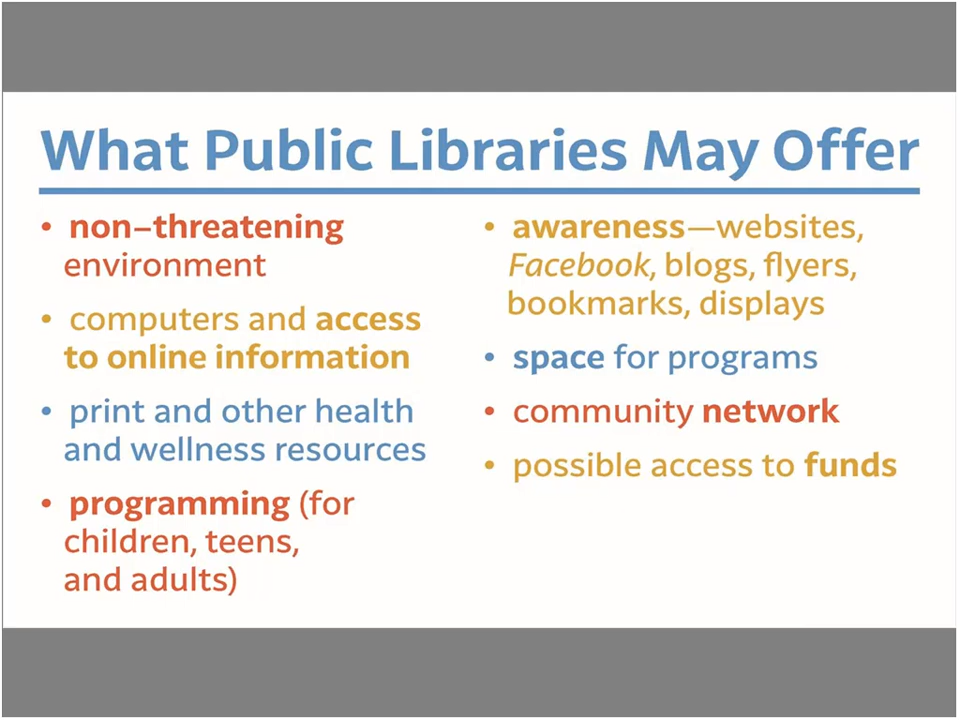 What Public Libraries May Offer
• non–threatening
environment
• computers and access
to online information
• print and other health
and wellness resources
• programming (for
children, teens,
and adults)
• awareness—websites,
Facebook, blogs, flyers,
bookmarks, displays
• space for programs
• community network
• possible access to funds